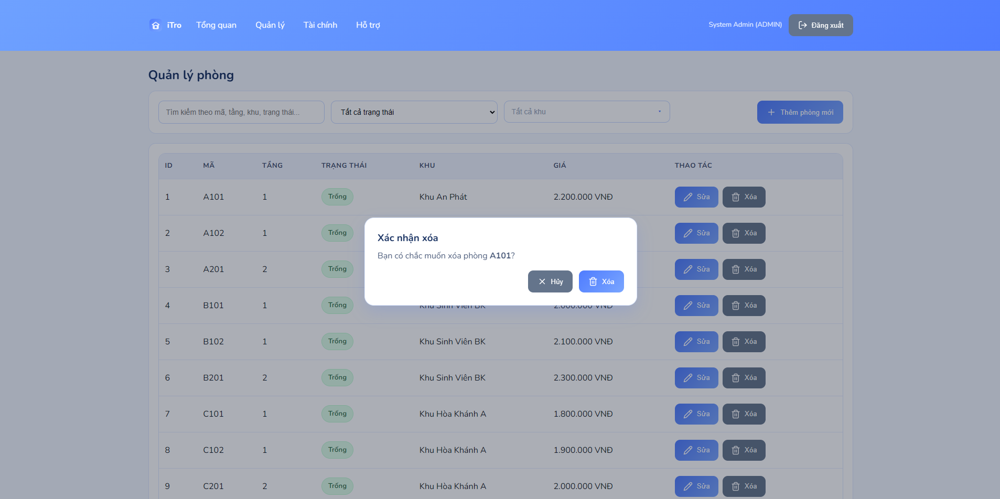 iTro Tổng quan Quản lý Tài chính Hỗ trợ System Admin (ADMIN) Đăng xuất
Quản lý phòng
Tìm kiếm theo mã, tầng, khu, trạng thái... Tất cả trạng thái Tất cả khu Thêm phòng mới
ID MÃ TẦNG TRẠNG THÁI KHU GIÁ THAO TÁC
1 A101 1 Trống Khu An Phát 2.200.000 VNĐ Sửa Xóa
2 A102 1 Trống Sửa Xóa
Xác nhận xóa
Bạn có chắc muốn xóa phòng A101?
3 A201 2 Trống Sửa Xóa
Hủy Xóa
4 B101 1 Trống Khu Sinh Viên BK 2.000.000 VNĐ Sửa Xóa
5 B102 1 Trống Khu Sinh Viên BK 2.100.000 VNĐ Sửa Xóa
6 B201 2 Trống Khu Sinh Viên BK 2.300.000 VNĐ Sửa Xóa
7 C101 1 Trống Khu Hòa Khánh A 1.800.000 VNĐ Sửa Xóa
8 C102 1 Trống Khu Hòa Khánh A 1.900.000 VNĐ Sửa Xóa
9 C201 2 Trống Khu Hòa Khánh A 2.000.000 VNĐ Sửa Xóa